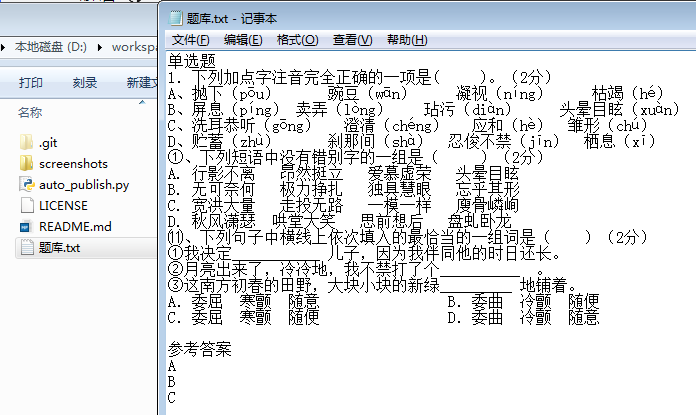 题库.txt - 记事本
本地磁盘 (D:)
workspa
文件(F) 编辑(E) 格式(O) 查看(V) 帮助(H)
打印 刻录 新建文
名称
.git
screenshots
auto_publish.py
LICENSE
README.md
题库.txt
单选题
1. 下列加点字注音完全正确的一项是( )。(2分)
A、抛下(pōu) 豌豆(wān) 凝视(níng) 枯竭(hé)
B、屏息(píng) 卖弄(lòng) 玷污(diàn) 头晕目眩(xuàn)
C、洗耳恭听(gōng) 澄清(chéng) 应和(hè) 雏形(chú)
D、贮蓄(zhù) 刹那间(shà) 忍俊不禁(jīn) 栖息(xī)
①、下列短语中没有错别字的一组是( )(2分)
A. 行影不离 昂然挺立 爱慕虚荣 头晕目眩
B. 无可奈何 极力挣扎 独具慧眼 忘乎其形
C. 宽洪大量 走投无路 一模一样 廋骨嶙峋
D. 秋风潇瑟 哄堂大笑 思前想后 盘虬卧龙
⑪、下列句子中横线上依次填入的最恰当的一组词是( )(2分)
①我决定__________ 儿子，因为我伴同他的时日还长。
②月亮出来了，冷冷地，我不禁打了个_________ 。
③这南方初春的田野，大块小块的新绿________ 地铺着。
A. 委屈 寒颤 随意 B. 委曲 冷颤 随便
C. 委屈 寒颤 随便 D. 委曲 冷颤 随意
参考答案
A
B
C